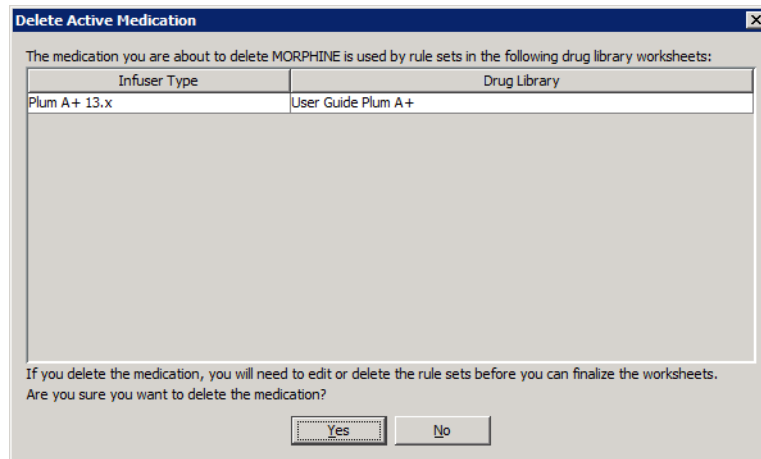 Delete Active Medication
The medication you are about to delete MORPHINE is used by rule sets in the following drug library worksheets:
Infuser Type Drug Library
Plum A+ 13.x User Guide Plum A+
If you delete the medication, you will need to edit or delete the rule sets before you can finalize the worksheets.
Are you sure you want to delete the medication?
Yes No